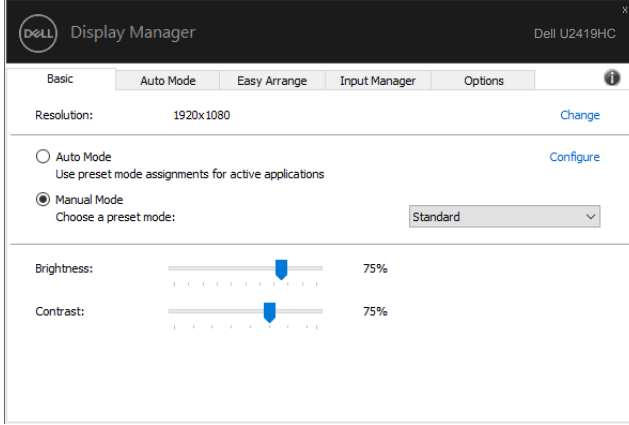 DELL Display Manager Dell U2419HC x
Basic Auto Mode Easy Arrange Input Manager Options i
Resolution: 1920x1080 Change
Auto Mode Configure
Use preset mode assignments for active applications
Manual Mode
Choose a preset mode: Standard
Brightness: 75%
Contrast: 75%